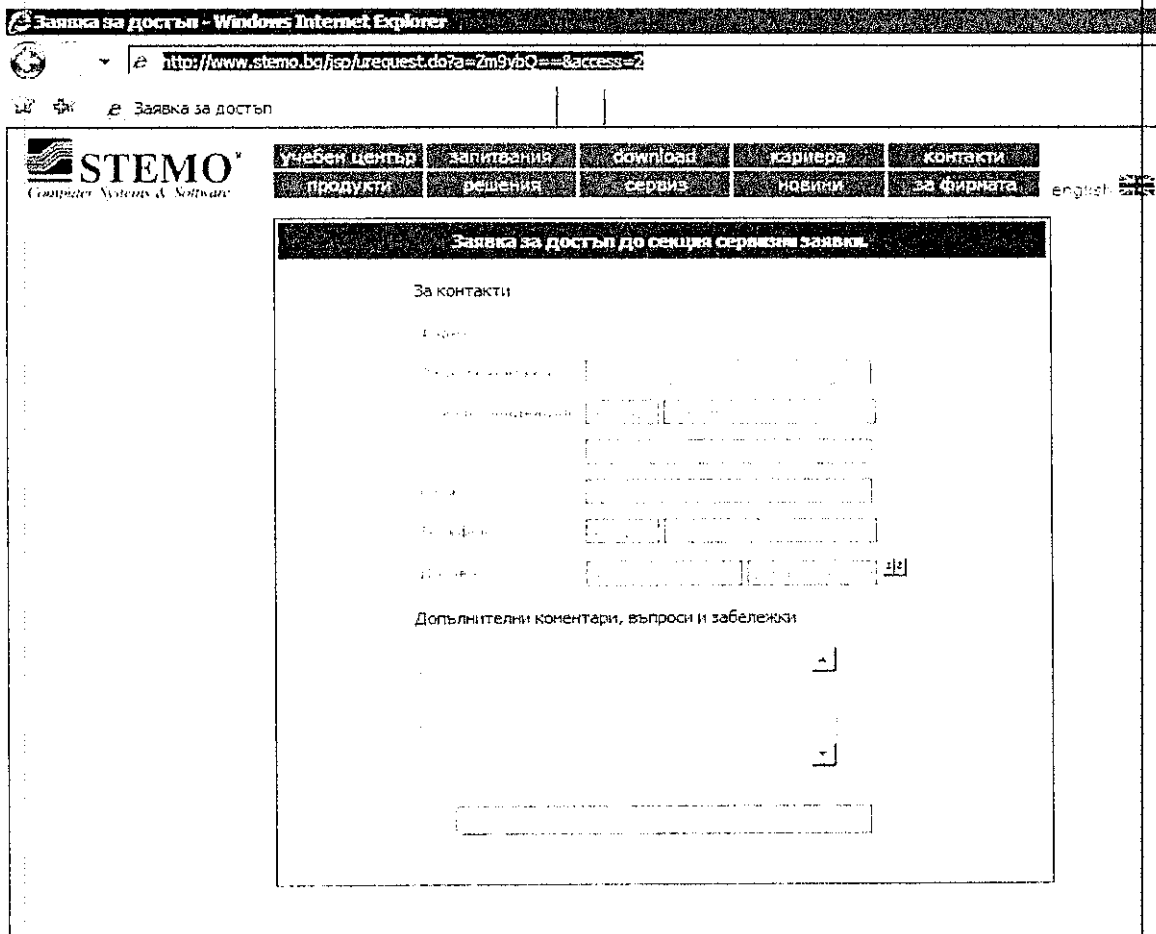 Заявка за достъп - Windows Internet Explorer
http://www.stemo.bg/jsp/urequest.do?a=Zm9ybQ==&access=2
Заявка за достъп
STEMO
Computer Systems & Software
учебен център запитвания download кариера контакти
продукти решения сервиз новини за фирмата english
Заявка за достъп до секция сервизни заявки.
За контакти
Допълнителни коментари, въпроси и забележки